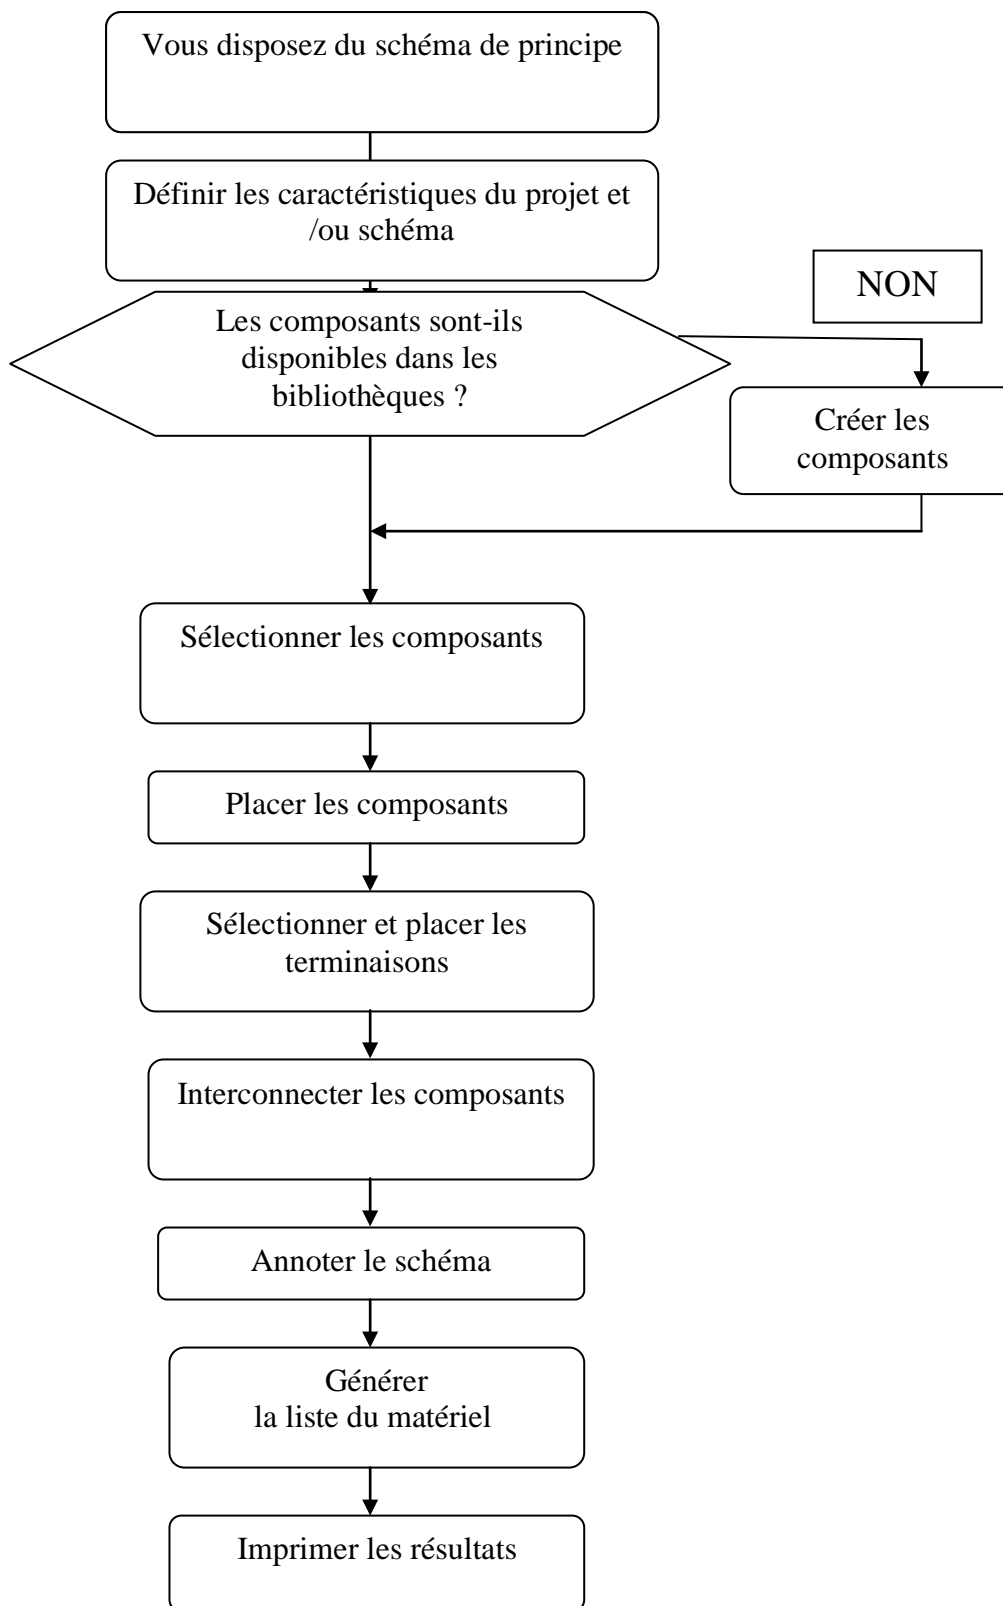 Vous disposez du schéma de principe
Définir les caractéristiques du projet et
/ou schéma
Les composants sont-ils
disponibles dans les
bibliothèques ?
NON
Créer les
composants
Sélectionner les composants
Placer les composants
Sélectionner et placer les
terminaisons
Interconnecter les composants
Annoter le schéma
Générer
la liste du matériel
Imprimer les résultats